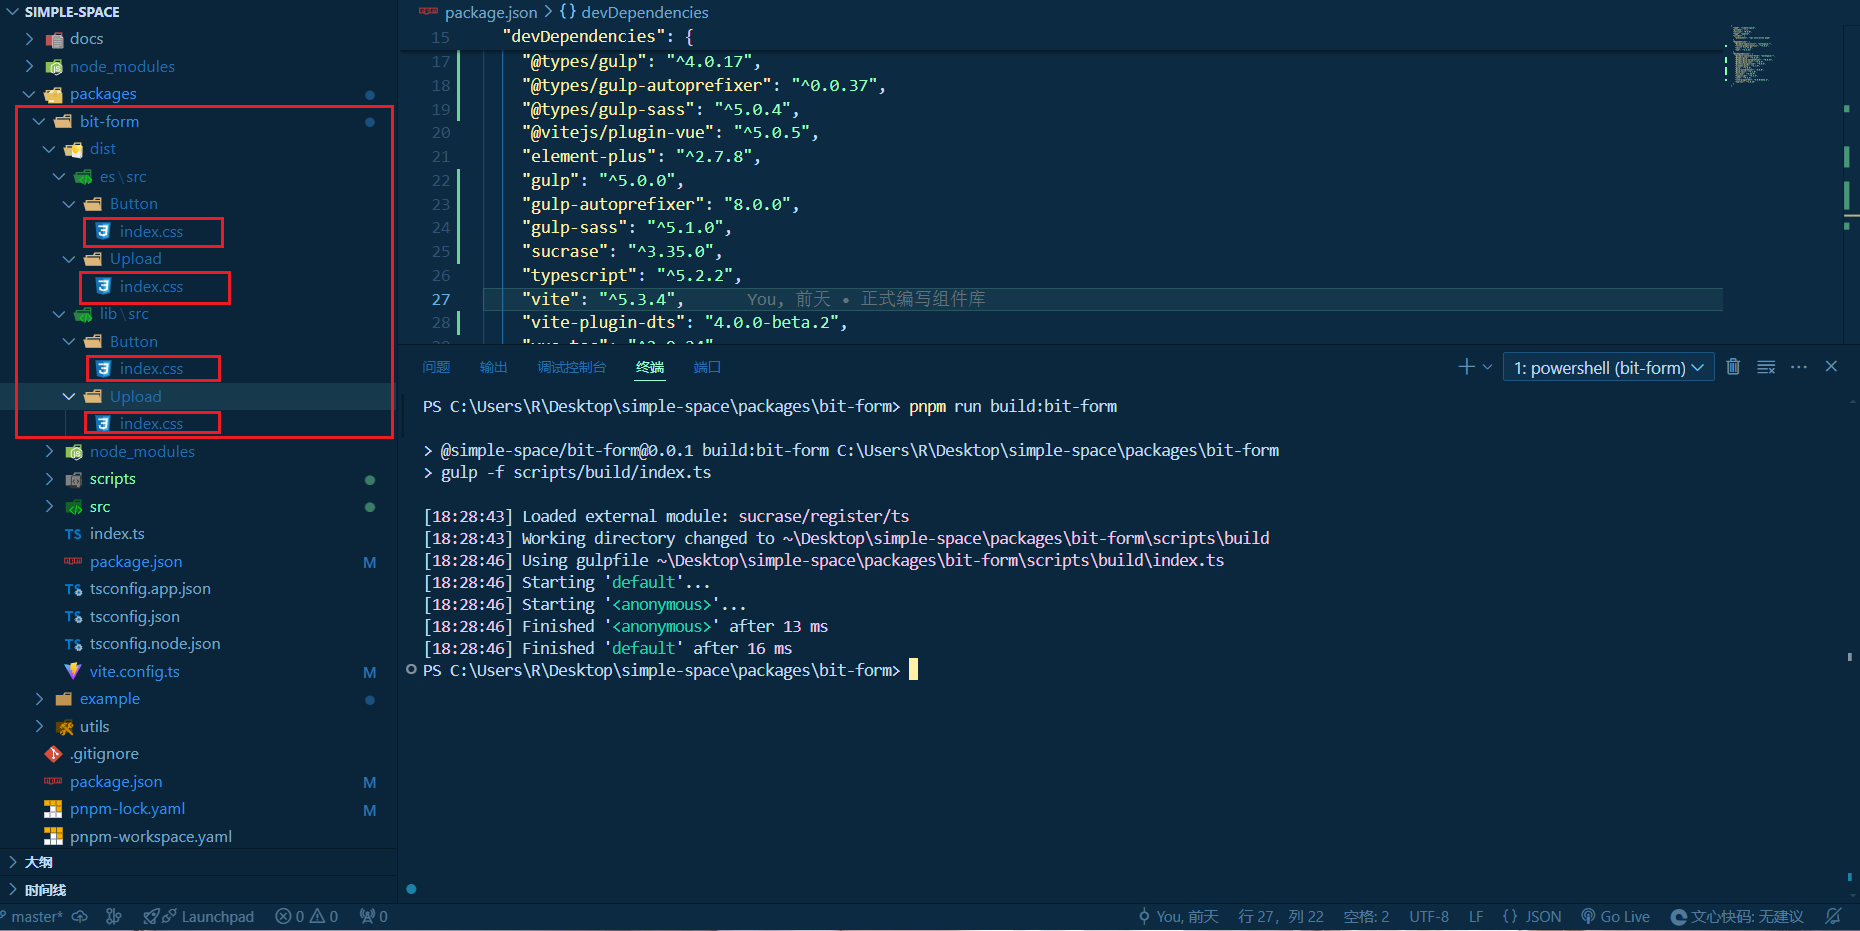 SIMPLE-SPACE
docs
node_modules
packages
bit-form
dist
es\src
Button
index.css
Upload
index.css
lib\src
Button
index.css
Upload
index.css
node_modules
scripts
src
TS index.ts
package.json M
tsconfig.app.json
tsconfig.json
tsconfig.node.json
vite.config.ts M
example
utils
.gitignore
package.json M
pnpm-lock.yaml M
pnpm-workspace.yaml
大纲
时间线
package.json > {} devDependencies
15 "devDependencies": {
17 "@types/gulp": "^4.0.17",
18 "@types/gulp-autoprefixer": "^0.0.37",
19 "@types/gulp-sass": "^5.0.4",
20 "@vitejs/plugin-vue": "^5.0.5",
21 "element-plus": "^2.7.8",
22 "gulp": "^5.0.0",
23 "gulp-autoprefixer": "8.0.0",
24 "gulp-sass": "^5.1.0",
25 "sucrase": "^3.35.0",
26 "typescript": "^5.2.2",
27 "vite": "^5.3.4", You, 前天 • 正式编写组件库
28 "vite-plugin-dts": "4.0.0-beta.2",
问题 输出 调试控制台 终端 端口
1: powershell (bit-form)
PS C:\Users\R\Desktop\simple-space\packages\bit-form> pnpm run build:bit-form
> @simple-space/bit-form@0.0.1 build:bit-form C:\Users\R\Desktop\simple-space\packages\bit-form
> gulp -f scripts/build/index.ts
[18:28:43] Loaded external module: sucrase/register/ts
[18:28:43] Working directory changed to ~\Desktop\simple-space\packages\bit-form\scripts\build
[18:28:46] Using gulpfile ~\Desktop\simple-space\packages\bit-form\scripts\build\index.ts
[18:28:46] Starting 'default'...
[18:28:46] Starting '<anonymous>'...
[18:28:46] Finished '<anonymous>' after 13 ms
[18:28:46] Finished 'default' after 16 ms
PS C:\Users\R\Desktop\simple-space\packages\bit-form>
master* Launchpad 0 0 0 You, 前天 行 27，列 22 空格: 2 UTF-8 LF {} JSON Go Live 文心快码: 无建议